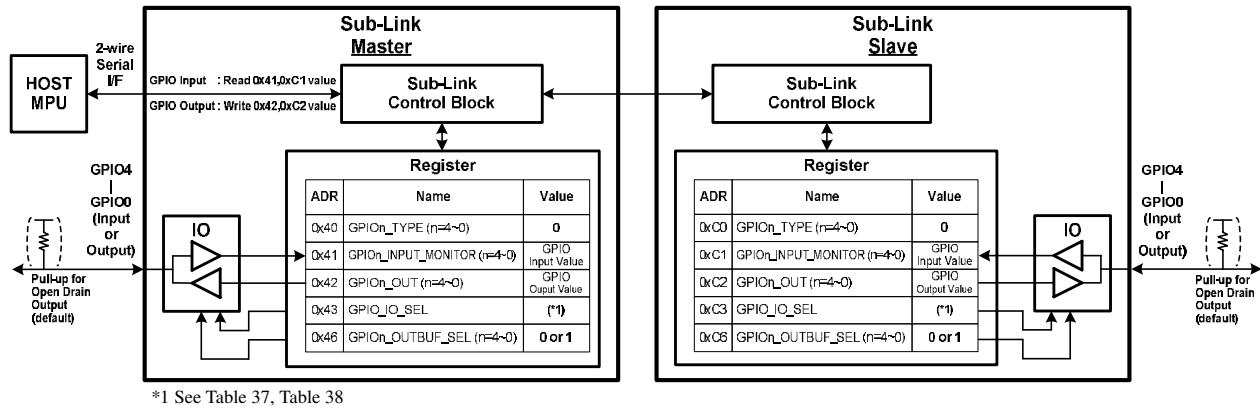 Sub-Link
Master
2-wire
Serial
I/F
HOST
MPU
GPIO Input : Read 0x41,0xC1 value
GPIO Output : Write 0x42,0xC2 value
Sub-Link
Control Block
GPIO4
|
GPIO0
(Input
or
Output)
IO
Pull-up for
Open Drain
Output
(default)
Register
ADR Name Value
0x40 GPIOn_TYPE (n=4~0) 0
0x41 GPIOn_INPUT_MONITOR (n=4~0) GPIO
Input Value
0x42 GPIOn_OUT (n=4~0) GPIO
Ouput Value
0x43 GPIO_IO_SEL (*1)
0x46 GPIOn_OUTBUF_SEL (n=4~0) 0 or 1
Sub-Link
Slave
Sub-Link
Control Block
Register
ADR Name Value
0xC0 GPIOn_TYPE (n=4~0) 0
0xC1 GPIOn_INPUT_MONITOR (n=4~0) GPIO
Input Value
0xC2 GPIOn_OUT (n=4~0) GPIO
Output Value
0xC3 GPIO_IO_SEL (*1)
0xC6 GPIOn_OUTBUF_SEL (n=4~0) 0 or 1
IO
GPIO4
|
GPIO0
(Input
or
Output)
Pull-up for
Open Drain
Output
(default)
*1 See Table 37, Table 38